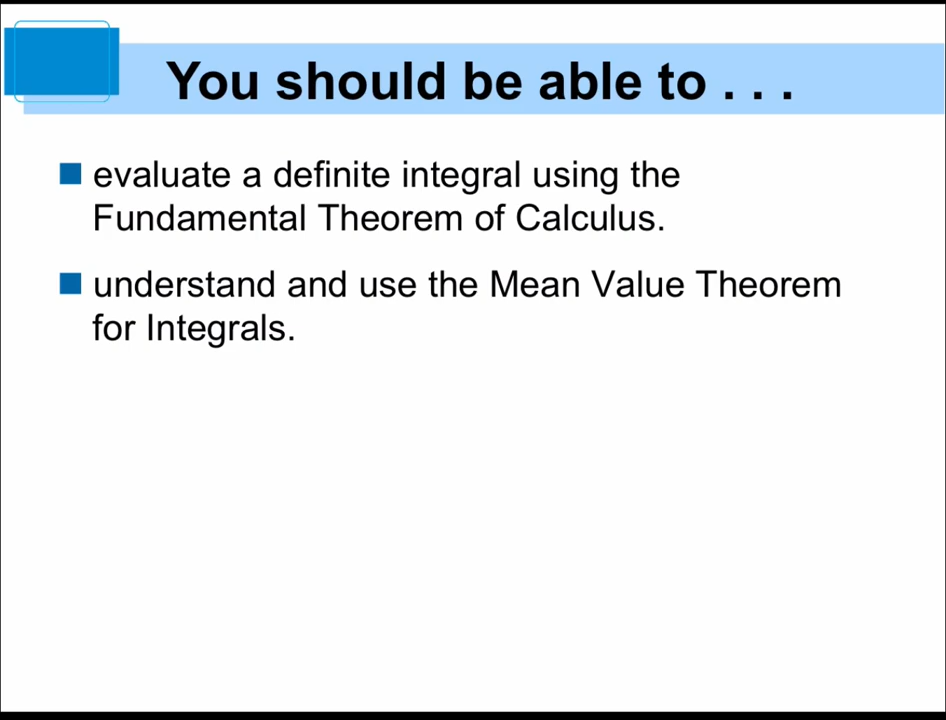 You should be able to . . .
evaluate a definite integral using the
Fundamental Theorem of Calculus.
understand and use the Mean Value Theorem
for Integrals.